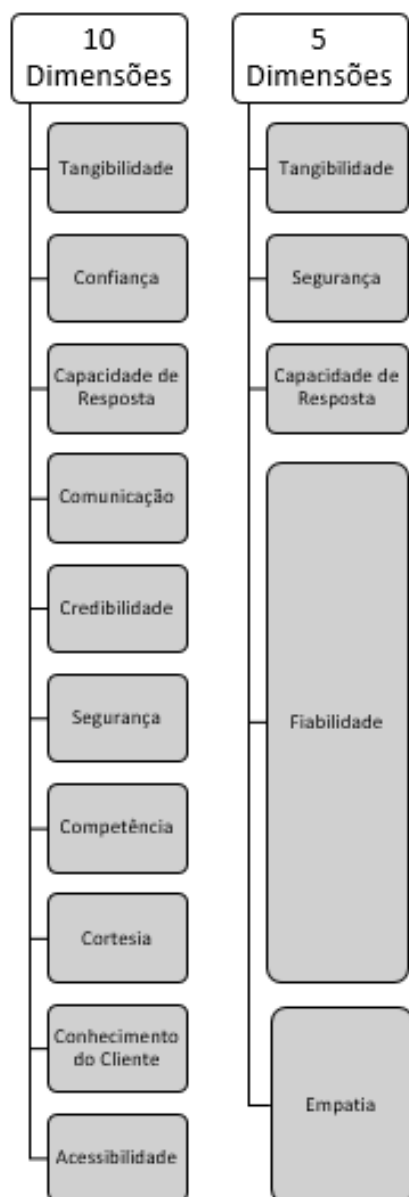 10
Dimensões
Tangibilidade
Confiança
Capacidade de
Resposta
Comunicação
Credibilidade
Segurança
Competência
Cortesia
Conhecimento
do Cliente
Acessibilidade
5
Dimensões
Tangibilidade
Segurança
Capacidade de
Resposta
Fiabilidade
Empatia